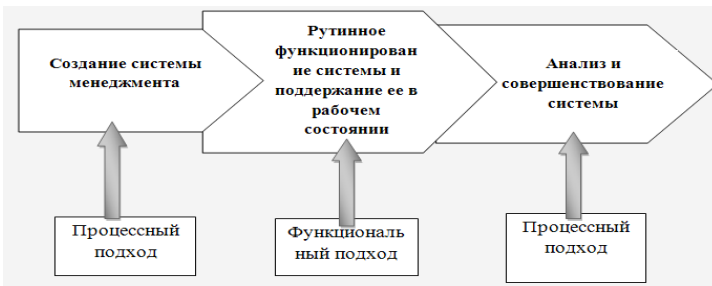 Создание системы
менеджмента
Рутинное
функционирован
ие системы и
поддержание ее в
рабочем
состоянии
Анализ и
совершенствование
системы
Процессный
подход
Функциональ
ный подход
Процессный
подход